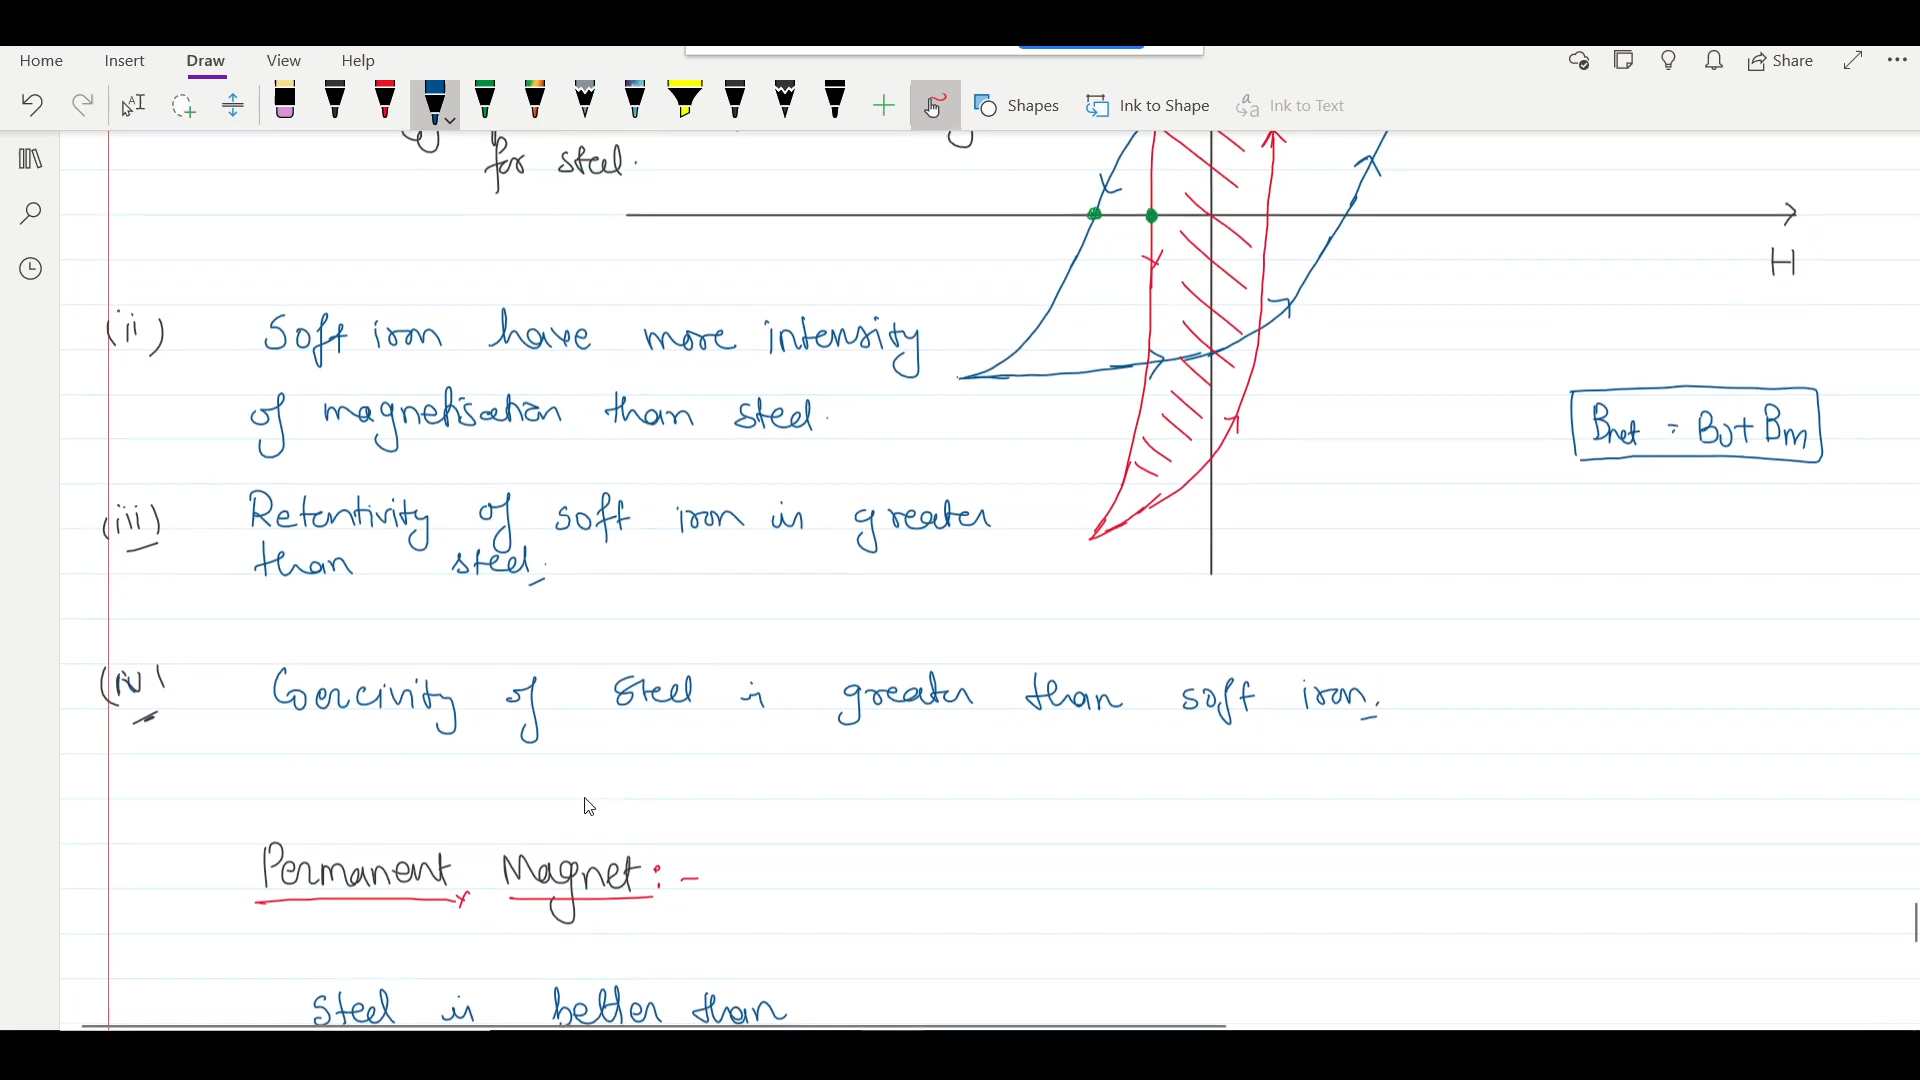 Home Insert Draw View Help
Share
Shapes Ink to Shape Ink to Text
for steel.
H
(ii) Soft iron have more intensity
of magnetisation than steel.
Bnet = B0 + Bm
(iii) Retentivity of soft iron is greater
than steel.
(iv) Coercivity of steel is greater than soft iron.
Permanent Magnet :-
Steel is better than